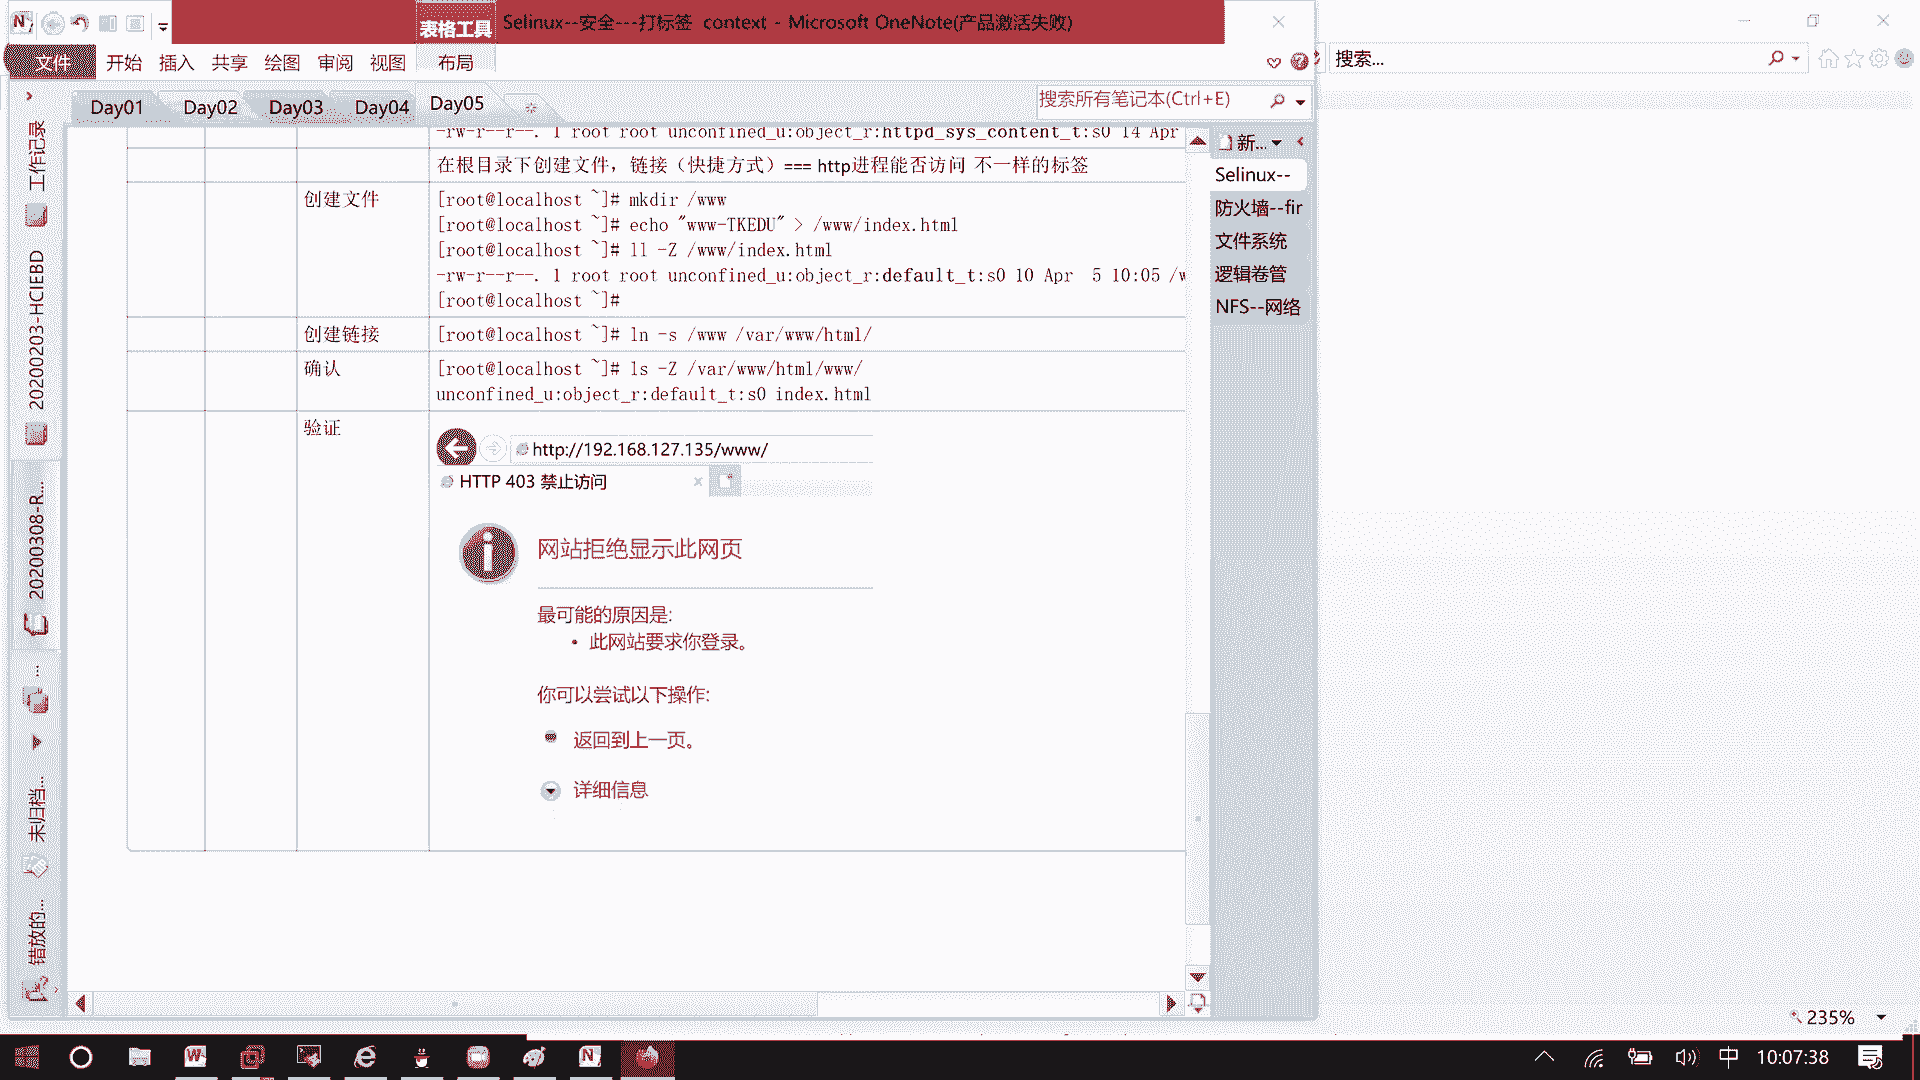 表格工具
Selinux--安全---打标签 context - Microsoft OneNote(产品激活失败)
文件
开始
插入
共享
绘图
审阅
视图
布局
搜索...
Day01
Day02
Day03
Day04
Day05
搜索所有笔记本(Ctrl+E)
工作记录
20200203-HCIEBD
20200308-R...
...
未归档...
错放的...
-rw-r--r--. 1 root root unconfined_u:object_r:httpd_sys_content_t:s0 14 Apr
在根目录下创建文件，链接（快捷方式）=== http进程能否访问 不一样的标签
创建文件
[root@localhost ~]# mkdir /www
[root@localhost ~]# echo "www-TKEDU" > /www/index.html
[root@localhost ~]# ll -Z /www/index.html
-rw-r--r--. 1 root root unconfined_u:object_r:default_t:s0 10 Apr  5 10:05 /w
[root@localhost ~]#
创建链接
[root@localhost ~]# ln -s /www /var/www/html/
确认
[root@localhost ~]# ls -Z /var/www/html/www/
unconfined_u:object_r:default_t:s0 index.html
验证
http://192.168.127.135/www/
HTTP 403 禁止访问
网站拒绝显示此网页
最可能的原因是:
• 此网站要求你登录。
你可以尝试以下操作:
返回到上一页。
详细信息
新...
Selinux--
防火墙--fir
文件系统
逻辑卷管
NFS--网络
235%
中
10:07:38